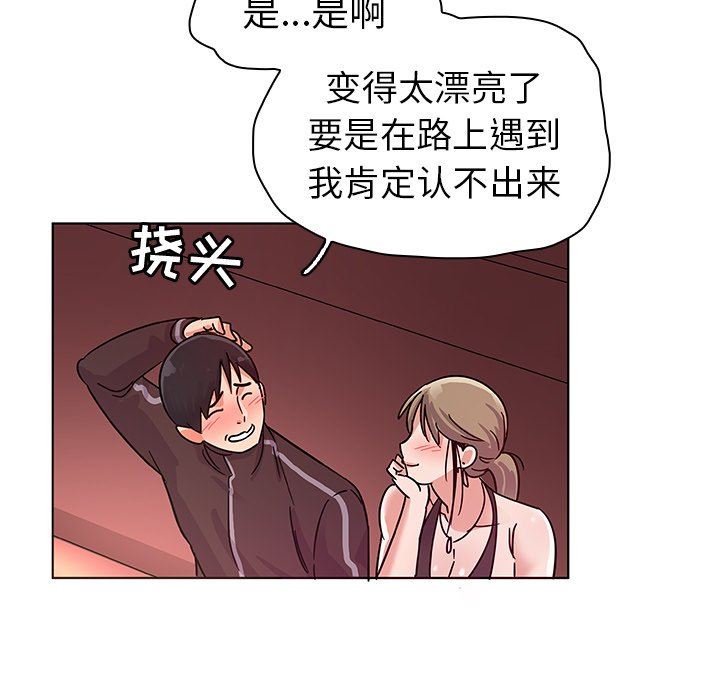 是...是啊
变得太漂亮了
要是在路上遇到
我肯定认不出来
挠头